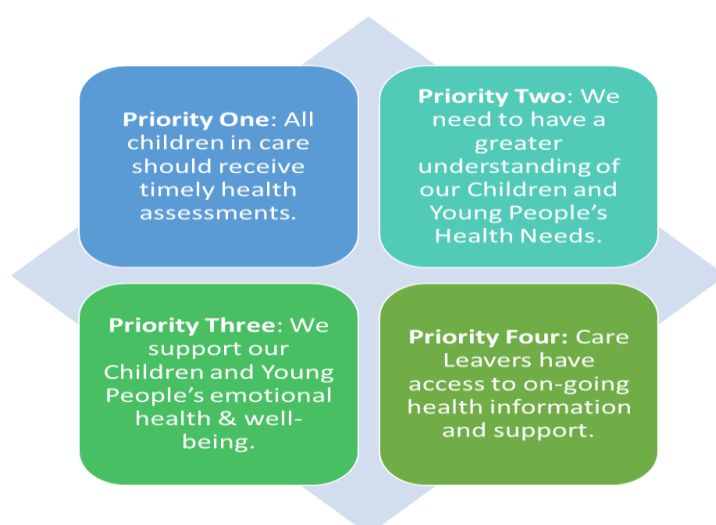 Priority One: All
children in care
should receive
timely health
assessments.
Priority Two: We
need to have a
greater
understanding of
our Children and
Young People's
Health Needs.
Priority Three: We
support our
Children and Young
People's emotional
health & well-
being.
Priority Four: Care
Leavers have
access to on-going
health information
and support.